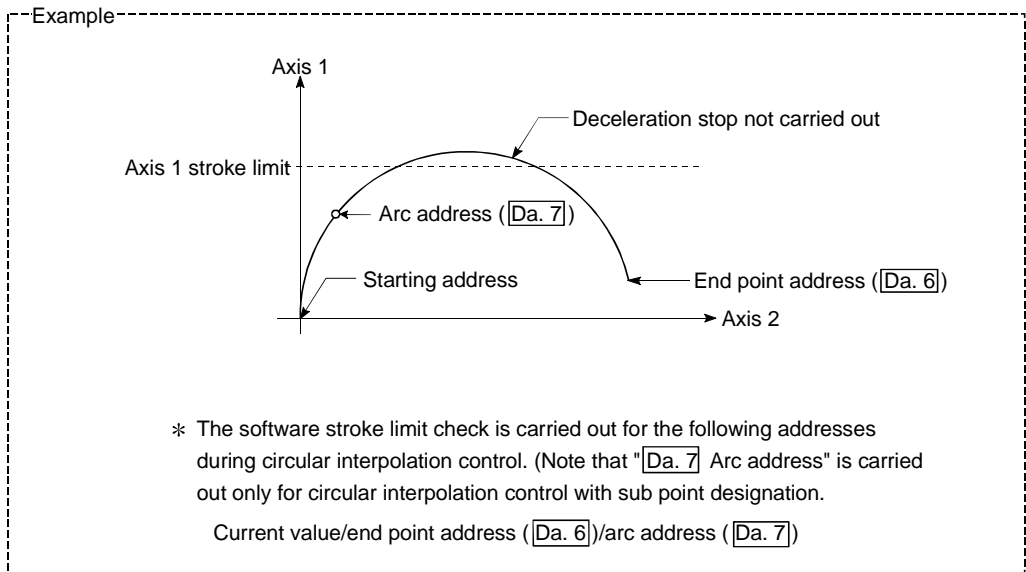 Example
Axis 1
Deceleration stop not carried out
Axis 1 stroke limit
Arc address ( Da. 7 )
Starting address
End point address ( Da. 6 )
Axis 2
* The software stroke limit check is carried out for the following addresses
during circular interpolation control. (Note that " Da. 7 Arc address" is carried
out only for circular interpolation control with sub point designation.
Current value/end point address ( Da. 6 )/arc address ( Da. 7 )